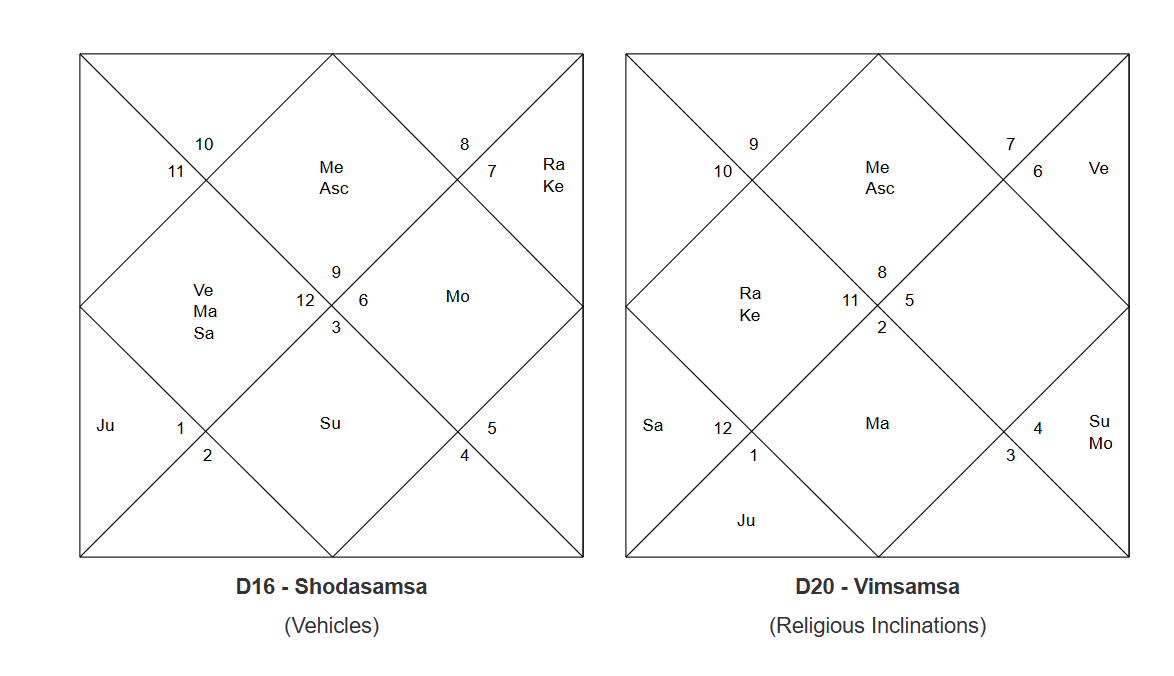 10
8
11
Me
Asc
7
Ra
Ke
9
Ve
Ma
Sa
12
6
Mo
3
Ju
1
Su
5
2
4
D16 - Shodasamsa
(Vehicles)
9
7
10
Me
Asc
6
Ve
8
Ra
Ke
11
5
2
Sa
12
Ma
4
Su
Mo
1
3
Ju
D20 - Vimsamsa
(Religious Inclinations)